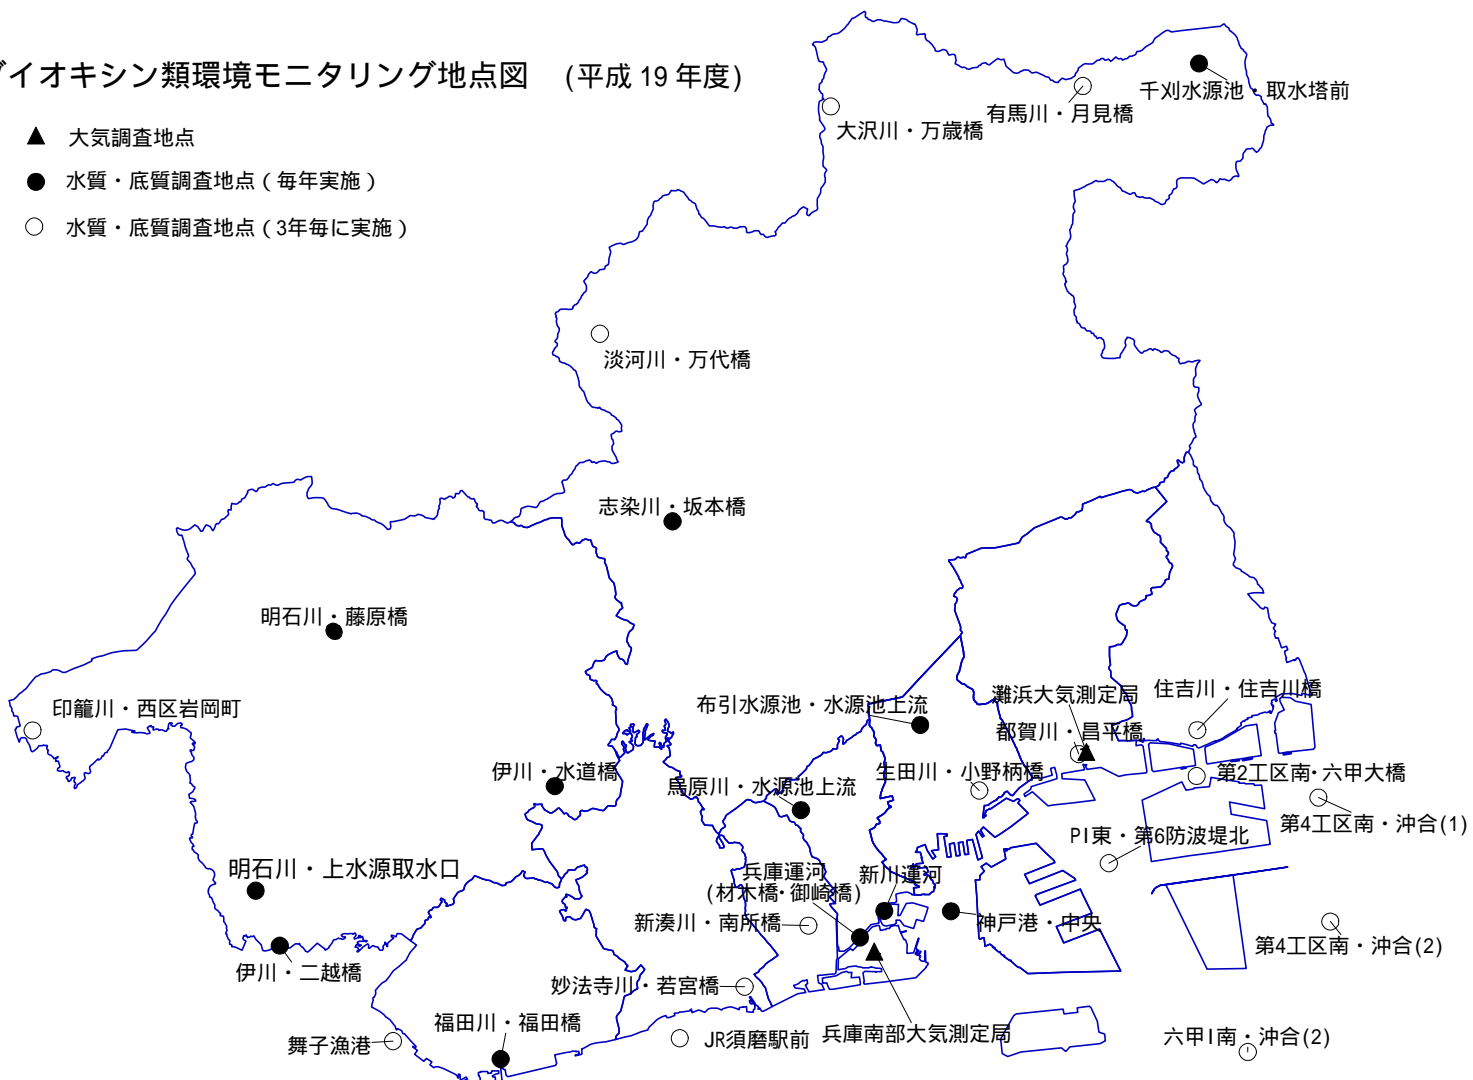 イオキシン類環境モニタリング地点図　(平成 19 年度)
▲ 大気調査地点
● 水質・底質調査地点（毎年実施）
○ 水質・底質調査地点（3年毎に実施）
千刈水源池・取水塔前
有馬川・月見橋
大沢川・万歳橋
淡河川・万代橋
志染川・坂本橋
明石川・藤原橋
印籠川・西区岩岡町
布引水源池・水源池上流
灘浜大気測定局
住吉川・住吉川橋
都賀川・昌平橋
伊川・水道橋
烏原川・水源池上流
生田川・小野柄橋
第2工区南・六甲大橋
第4工区南・沖合(1)
PI東・第6防波堤北
明石川・上水源取水口
兵庫運河
(材木橋・御崎橋)
新川運河
新湊川・南所橋
神戸港・中央
第4工区南・沖合(2)
伊川・二越橋
妙法寺川・若宮橋
福田川・福田橋
舞子漁港
JR須磨駅前
兵庫南部大気測定局
六甲I南・沖合(2)